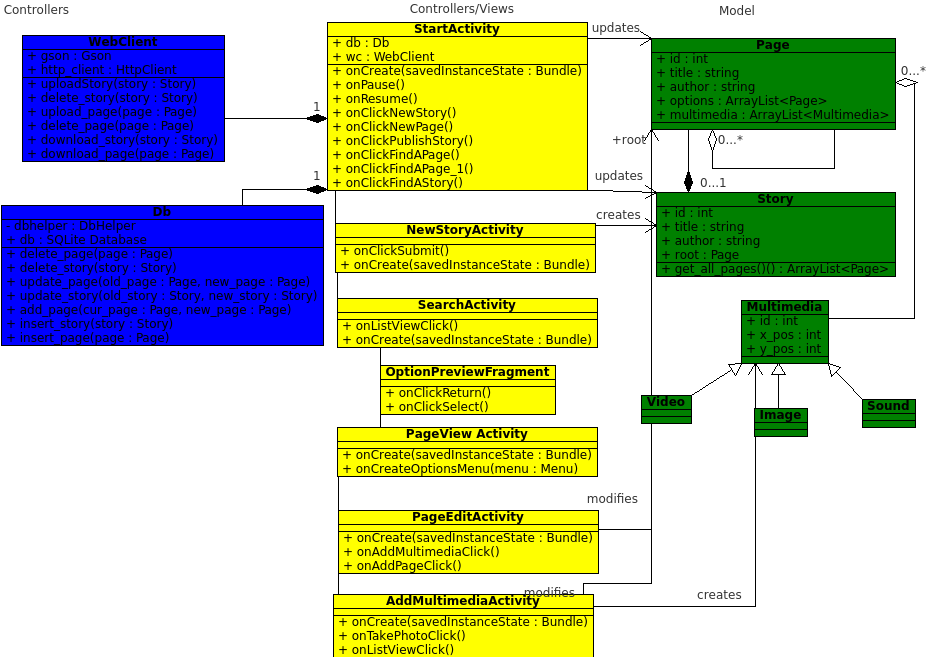 Controllers
Controllers/Views
Model
WebClient
+ gson : Gson
+ http_client : HttpClient
+ uploadStory(story : Story)
+ delete_story(story : Story)
+ upload_page(page : Page)
+ delete_page(page : Page)
+ download_story(story : Story)
+ download_page(page : Page)
1
1
Db
- dbhelper : DbHelper
+ db : SQLite Database
+ delete_page(page : Page)
+ delete_story(story : Story)
+ update_page(old_page : Page, new_page : Page)
+ update_story(old_story : Story, new_story : Story)
+ add_page(cur_page : Page, new_page : Page)
+ insert_story(story : Story)
+ insert_page(page : Page)
StartActivity
+ db : Db
+ wc : WebClient
+ onCreate(savedInstanceState : Bundle)
+ onPause()
+ onResume()
+ onClickNewStory()
+ onClickNewPage()
+ onClickPublishStory()
+ onClickFindAPage()
+ onClickFindAPage_1()
+ onClickFindAStory()
NewStoryActivity
+ onClickSubmit()
+ onCreate(savedInstanceState : Bundle)
SearchActivity
+ onListViewClick()
+ onCreate(savedInstanceState : Bundle)
OptionPreviewFragment
+ onClickReturn()
+ onClickSelect()
PageView Activity
+ onCreate(savedInstanceState : Bundle)
+ onCreateOptionsMenu(menu : Menu)
PageEditActivity
+ onCreate(savedInstanceState : Bundle)
+ onAddMultimediaClick()
+ onAddPageClick()
AddMultimediaActivity
+ onCreate(savedInstanceState : Bundle)
+ onTakePhotoClick()
+ onListViewClick()
updates
+root
updates
creates
modifies
modifies
creates
Page
+ id : int
+ title : string
+ author : string
+ options : ArrayList<Page>
+ multimedia : ArrayList<Multimedia>
0...*
0...*
0...1
Story
+ id : int
+ title : string
+ author : string
+ root : Page
+ get_all_pages()() : ArrayList<Page>
Multimedia
+ id : int
+ x_pos : int
+ y_pos : int
Video
Image
Sound